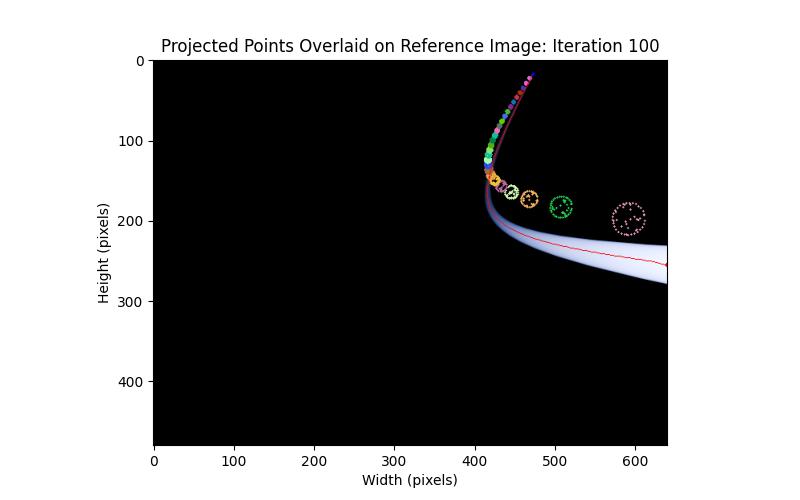 Projected Points Overlaid on Reference Image: Iteration 100
0
100
200
300
400
Height (pixels)
0 100 200 300 400 500 600
Width (pixels)